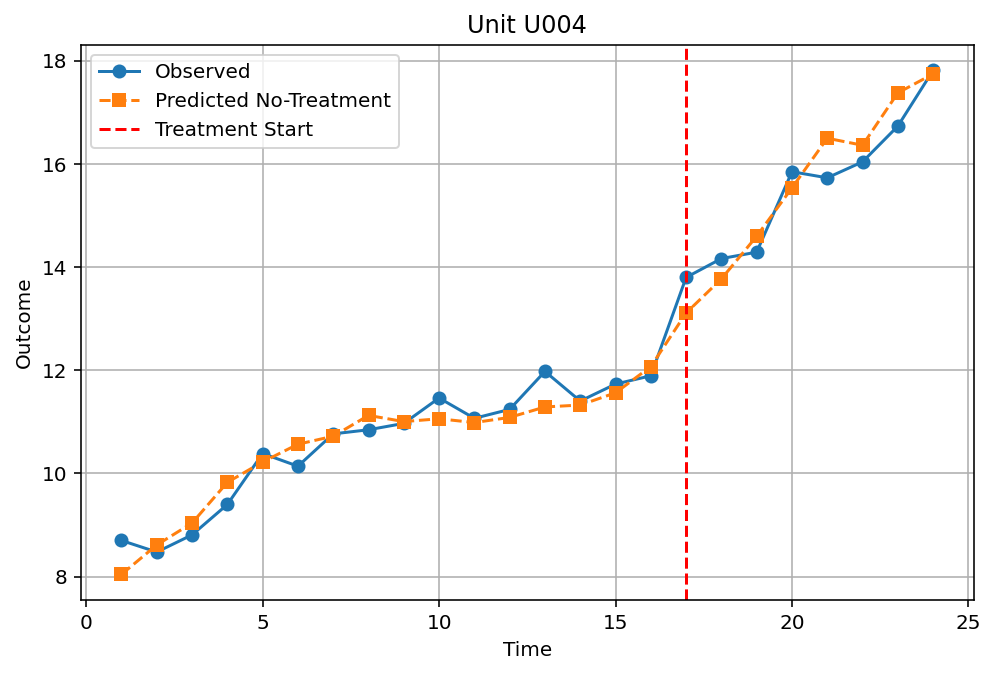 Unit U004
Observed
Predicted No-Treatment
Treatment Start
Outcome
18
16
14
12
10
8
0 5 10 15 20 25
Time